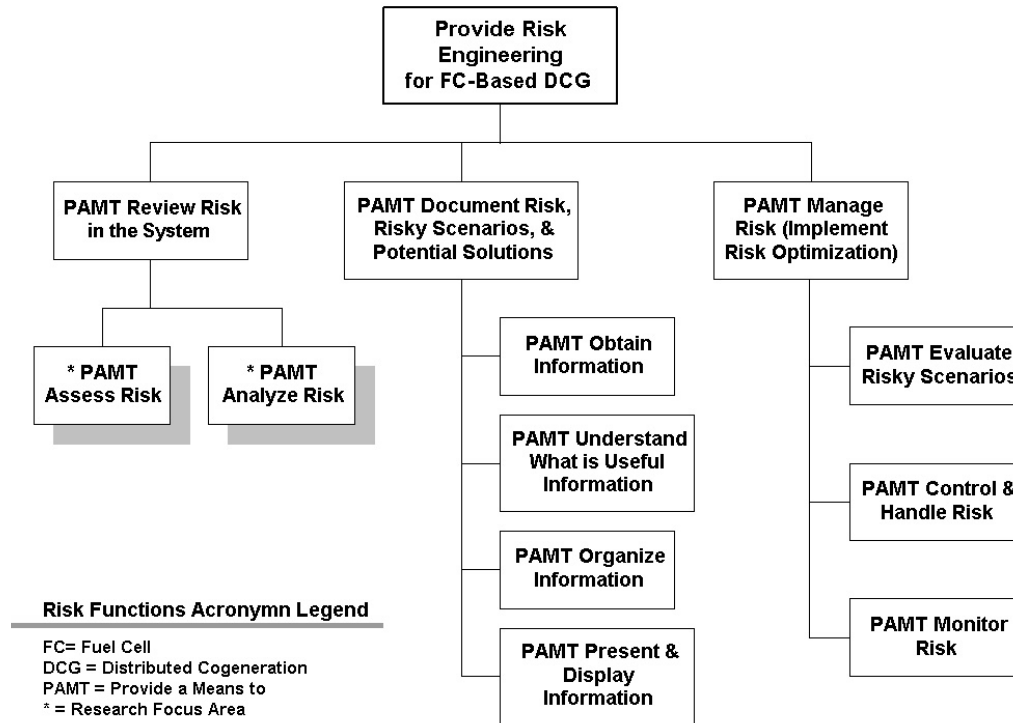 Provide Risk
Engineering
for FC-Based DCG
PAMT Review Risk
in the System
PAMT Document Risk,
Risky Scenarios, &
Potential Solutions
PAMT Manage
Risk (Implement
Risk Optimization)
* PAMT
Assess Risk
* PAMT
Analyze Risk
PAMT Obtain
Information
PAMT Understand
What is Useful
Information
PAMT Organize
Information
PAMT Present &
Display
Information
PAMT Evaluate
Risky Scenarios
PAMT Control &
Handle Risk
PAMT Monitor
Risk
Risk Functions Acronymn Legend
FC= Fuel Cell
DCG = Distributed Cogeneration
PAMT = Provide a Means to
* = Research Focus Area